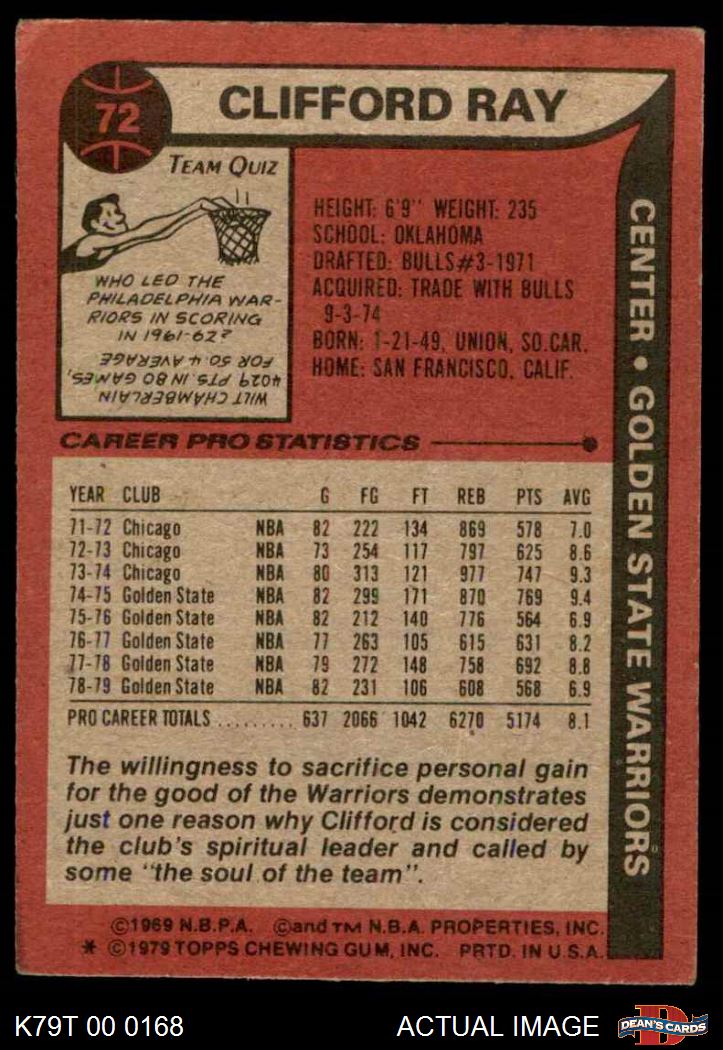 72
CLIFFORD RAY
TEAM QUIZ
WHO LED THE
PHILADELPHIA WAR-
RIORS IN SCORING
IN 1961-62?
WILT CHAMBERLAIN
4029 PTS. IN 80 GAMES,
FOR 50.4 AVERAGE
HEIGHT: 6'9" WEIGHT: 235
SCHOOL: OKLAHOMA
DRAFTED: BULLS#3-1971
ACQUIRED: TRADE WITH BULLS
9-3-74
BORN: 1-21-49, UNION, SO.CAR.
HOME: SAN FRANCISCO, CALIF.
CENTER • GOLDEN STATE WARRIORS
CAREER PRO STATISTICS
YEAR CLUB G FG FT REB PTS AVG
71-72 Chicago NBA 82 222 134 869 578 7.0
72-73 Chicago NBA 73 254 117 797 625 8.6
73-74 Chicago NBA 80 313 121 977 747 9.3
74-75 Golden State NBA 82 299 171 870 769 9.4
75-76 Golden State NBA 82 212 140 776 564 6.9
76-77 Golden State NBA 77 263 105 615 631 8.2
77-78 Golden State NBA 79 272 148 758 692 8.8
78-79 Golden State NBA 82 231 106 608 568 6.9
PRO CAREER TOTALS ......... 637 2066 1042 6270 5174 8.1
The willingness to sacrifice personal gain
for the good of the Warriors demonstrates
just one reason why Clifford is considered
the club's spiritual leader and called by
some "the soul of the team".
©1969 N.B.P.A. ©and TM N.B.A. PROPERTIES, INC.
* ©1979 TOPPS CHEWING GUM, INC. PRTD. IN U.S.A.
K79T 00 0168
ACTUAL IMAGE
D
DEAN'S CARDS